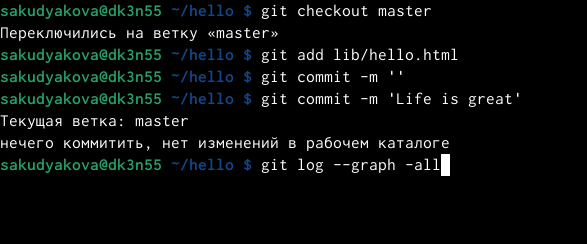 sakudyakova@dk3n55 ~/hello $ git checkout master
Переключились на ветку «master»
sakudyakova@dk3n55 ~/hello $ git add lib/hello.html
sakudyakova@dk3n55 ~/hello $ git commit -m ''
sakudyakova@dk3n55 ~/hello $ git commit -m 'Life is great'
Текущая ветка: master
нечего коммитить, нет изменений в рабочем каталоге
sakudyakova@dk3n55 ~/hello $ git log --graph -all